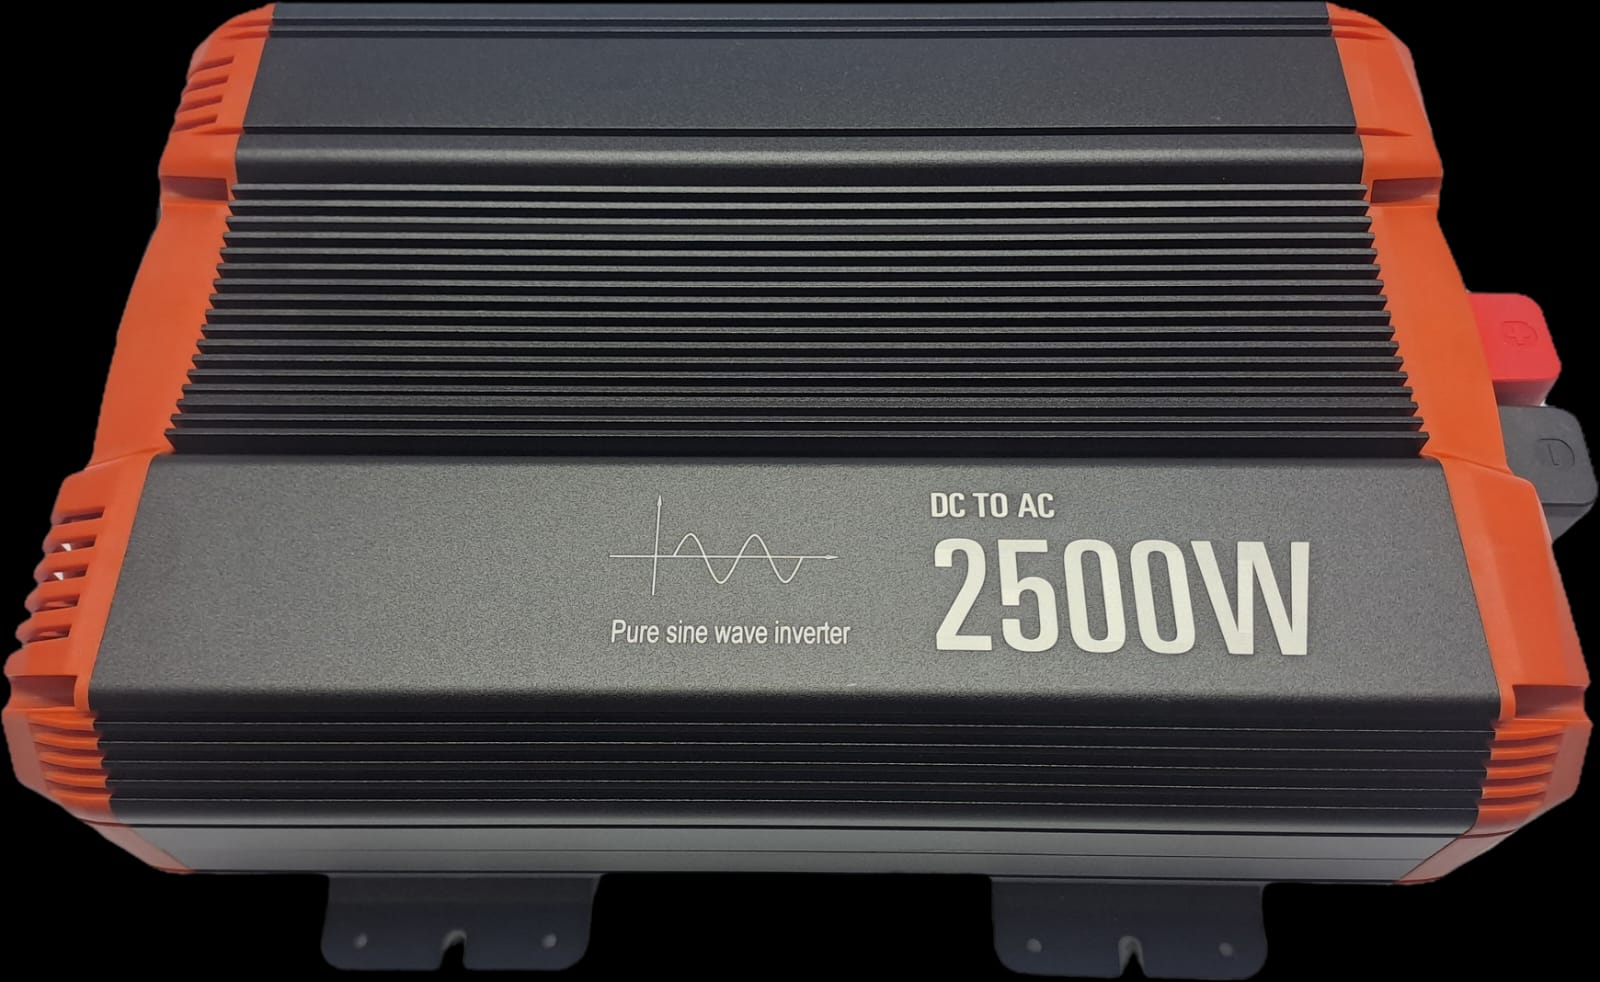 DC TO AC
2500W
Pure sine wave inverter